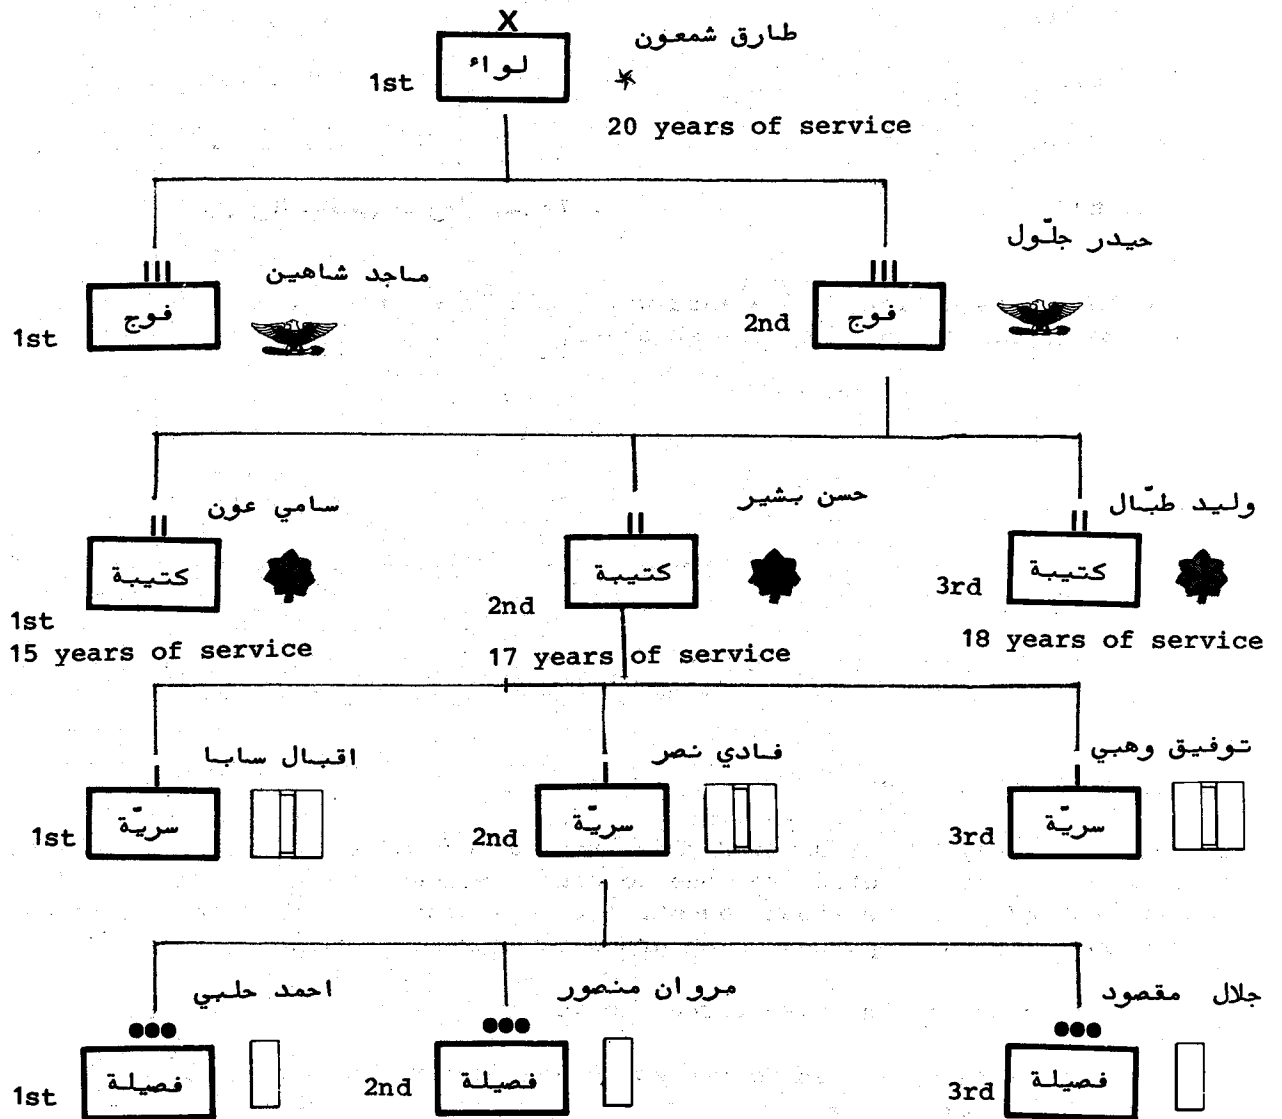 X
طارق شمعون
لواء
1st
20 years of service
حيدر جلّول
ماجد شاهين
III
فوج
1st
III
فوج
2nd
سامي عون
حسن بشير
وليد طبّال
II
كتيبة
1st
15 years of service
II
كتيبة
2nd
17 years of service
II
كتيبة
3rd
18 years of service
اقبال سابا
فادي نصر
توفيق وهبي
I
سريّة
1st
I
سريّة
2nd
I
سريّة
3rd
احمد حلبي
مروان منصور
جلال مقصود
فصيلة
1st
فصيلة
2nd
فصيلة
3rd